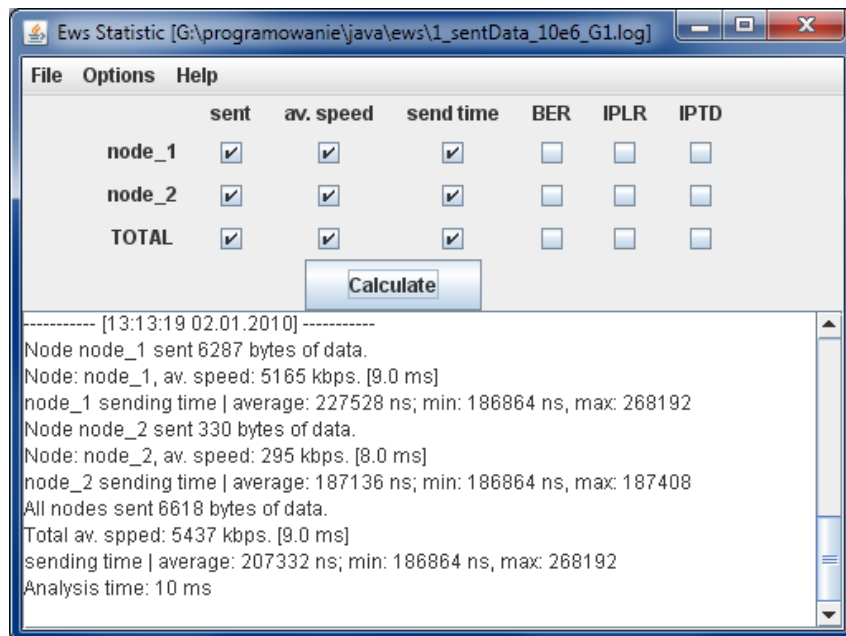 Ews Statistic [G:\programowanie\java\ews\1_sentData_10e6_G1.log]
File Options Help
sent av. speed send time BER IPLR IPTD
node_1
node_2
TOTAL
Calculate
----------- [13:13:19 02.01.2010] -----------
Node node_1 sent 6287 bytes of data.
Node: node_1, av. speed: 5165 kbps. [9.0 ms]
node_1 sending time | average: 227528 ns; min: 186864 ns, max: 268192
Node node_2 sent 330 bytes of data.
Node: node_2, av. speed: 295 kbps. [8.0 ms]
node_2 sending time | average: 187136 ns; min: 186864 ns, max: 187408
All nodes sent 6618 bytes of data.
Total av. spped: 5437 kbps. [9.0 ms]
sending time | average: 207332 ns; min: 186864 ns, max: 268192
Analysis time: 10 ms